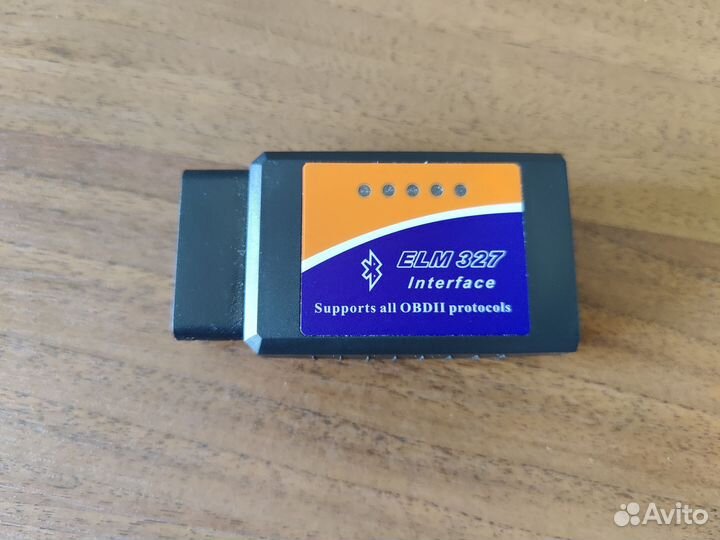 ELM 327
Interface
Supports all OBDII protocols
Avito